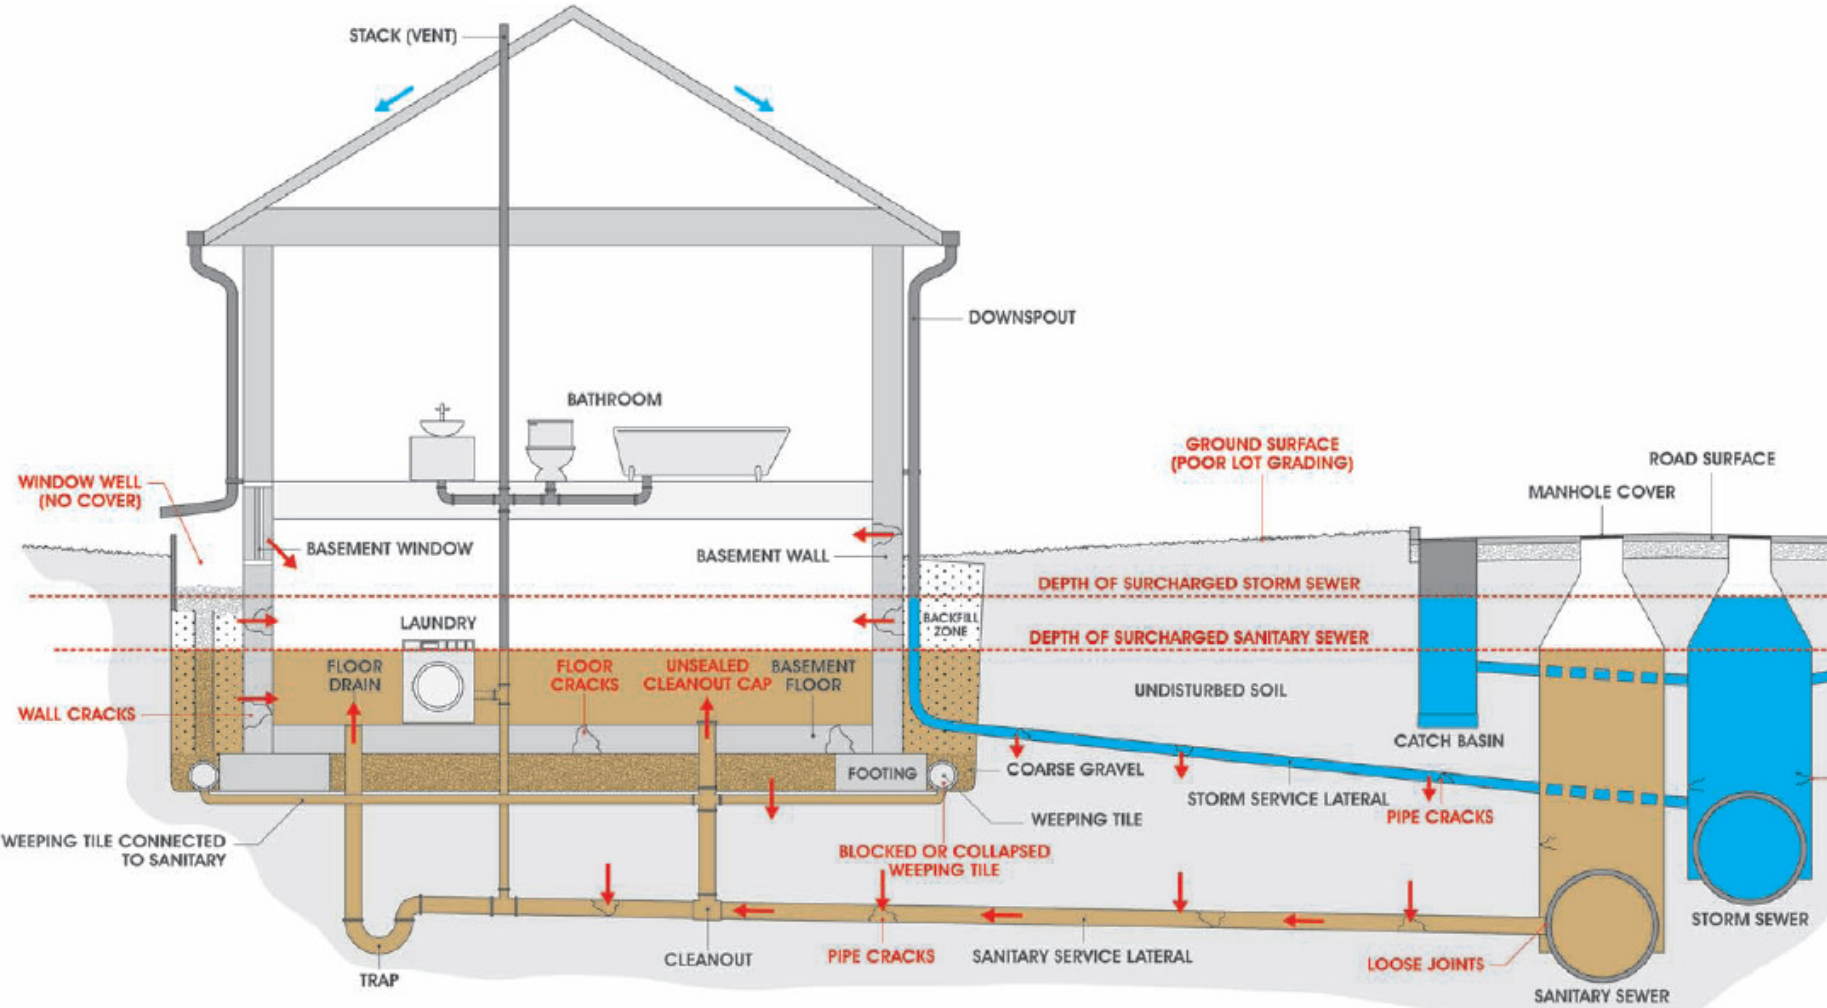 STACK (VENT)
DOWNSPOUT
BATHROOM
GROUND SURFACE
(POOR LOT GRADING)
ROAD SURFACE
MANHOLE COVER
WINDOW WELL
(NO COVER)
BASEMENT WINDOW
BASEMENT WALL
DEPTH OF SURCHARGED STORM SEWER
LAUNDRY
BACKFILL
ZONE
DEPTH OF SURCHARGED SANITARY SEWER
FLOOR
DRAIN
FLOOR
CRACKS
UNSEALED
CLEANOUT CAP
BASEMENT
FLOOR
UNDISTURBED SOIL
WALL CRACKS
CATCH BASIN
FOOTING
COARSE GRAVEL
STORM SERVICE LATERAL
PIPE CRACKS
WEEPING TILE
WEEPING TILE CONNECTED
TO SANITARY
BLOCKED OR COLLAPSED
WEEPING TILE
STORM SEWER
TRAP
CLEANOUT
PIPE CRACKS
SANITARY SERVICE LATERAL
LOOSE JOINTS
SANITARY SEWER